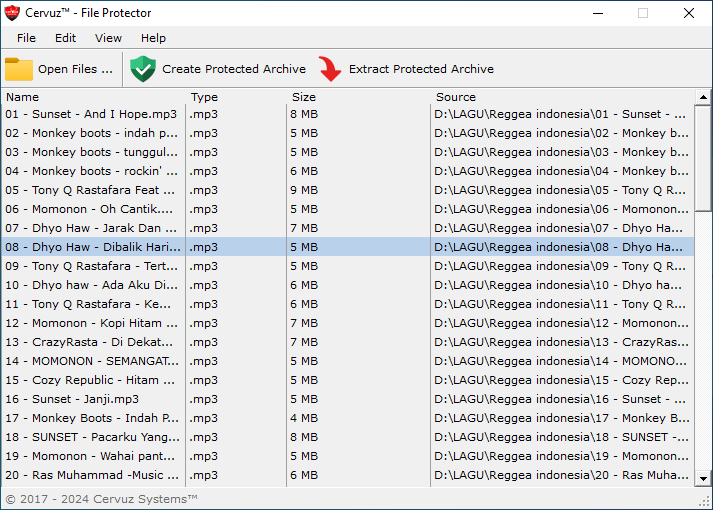 Cervuz™ - File Protector
File Edit View Help
Open Files ... Create Protected Archive Extract Protected Archive
Name Type Size Source
01 - Sunset - And I Hope.mp3 .mp3 8 MB D:\LAGU\Reggea indonesia\01 - Sunset - ...
02 - Monkey boots - indah p... .mp3 5 MB D:\LAGU\Reggea indonesia\02 - Monkey b...
03 - Monkey boots - tunggul... .mp3 5 MB D:\LAGU\Reggea indonesia\03 - Monkey b...
04 - Monkey boots - rockin' ... .mp3 6 MB D:\LAGU\Reggea indonesia\04 - Monkey b...
05 - Tony Q Rastafara Feat ... .mp3 9 MB D:\LAGU\Reggea indonesia\05 - Tony Q R...
06 - Momonon - Oh Cantik.... .mp3 5 MB D:\LAGU\Reggea indonesia\06 - Momonon...
07 - Dhyo Haw - Jarak Dan ... .mp3 7 MB D:\LAGU\Reggea indonesia\07 - Dhyo Ha...
08 - Dhyo Haw - Dibalik Hari... .mp3 5 MB D:\LAGU\Reggea indonesia\08 - Dhyo Ha...
09 - Tony Q Rastafara - Tert... .mp3 5 MB D:\LAGU\Reggea indonesia\09 - Tony Q R...
10 - Dhyo haw - Ada Aku Di... .mp3 6 MB D:\LAGU\Reggea indonesia\10 - Dhyo ha...
11 - Tony Q Rastafara - Ke... .mp3 6 MB D:\LAGU\Reggea indonesia\11 - Tony Q R...
12 - Momonon - Kopi Hitam ... .mp3 7 MB D:\LAGU\Reggea indonesia\12 - Momonon...
13 - CrazyRasta - Di Dekat... .mp3 7 MB D:\LAGU\Reggea indonesia\13 - CrazyRas...
14 - MOMONON - SEMANGAT... .mp3 5 MB D:\LAGU\Reggea indonesia\14 - MOMONO...
15 - Cozy Republic - Hitam ... .mp3 5 MB D:\LAGU\Reggea indonesia\15 - Cozy Rep...
16 - Sunset - Janji.mp3 .mp3 5 MB D:\LAGU\Reggea indonesia\16 - Sunset - ...
17 - Monkey Boots - Indah P... .mp3 4 MB D:\LAGU\Reggea indonesia\17 - Monkey B...
18 - SUNSET - Pacarku Yang... .mp3 8 MB D:\LAGU\Reggea indonesia\18 - SUNSET -...
19 - Momonon - Wahai pant... .mp3 5 MB D:\LAGU\Reggea indonesia\19 - Momonon...
20 - Ras Muhammad -Music ... .mp3 6 MB D:\LAGU\Reggea indonesia\20 - Ras Muha...
© 2017 - 2024 Cervuz Systems™